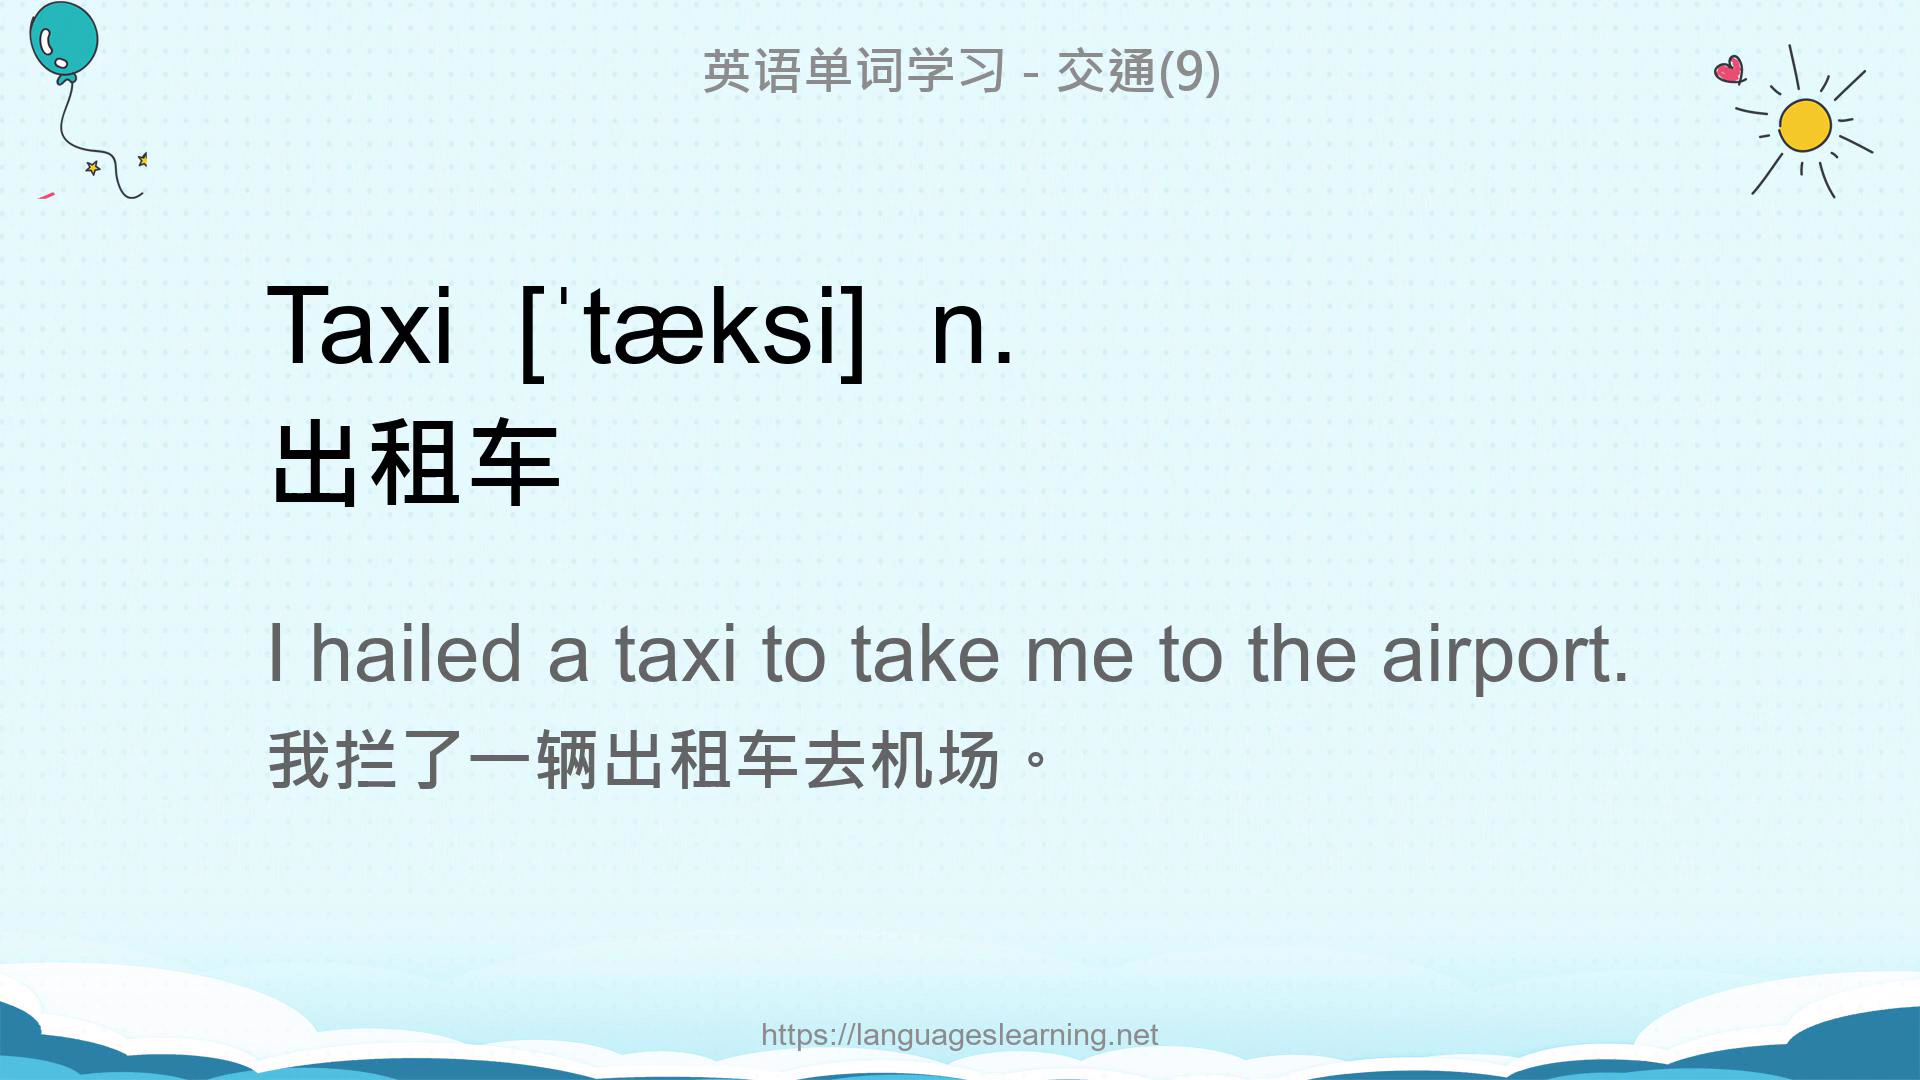 英语单词学习 - 交通(9)
Taxi [ˈtæksi] n.
出租车
I hailed a taxi to take me to the airport.
我拦了一辆出租车去机场。
https://languageslearning.net